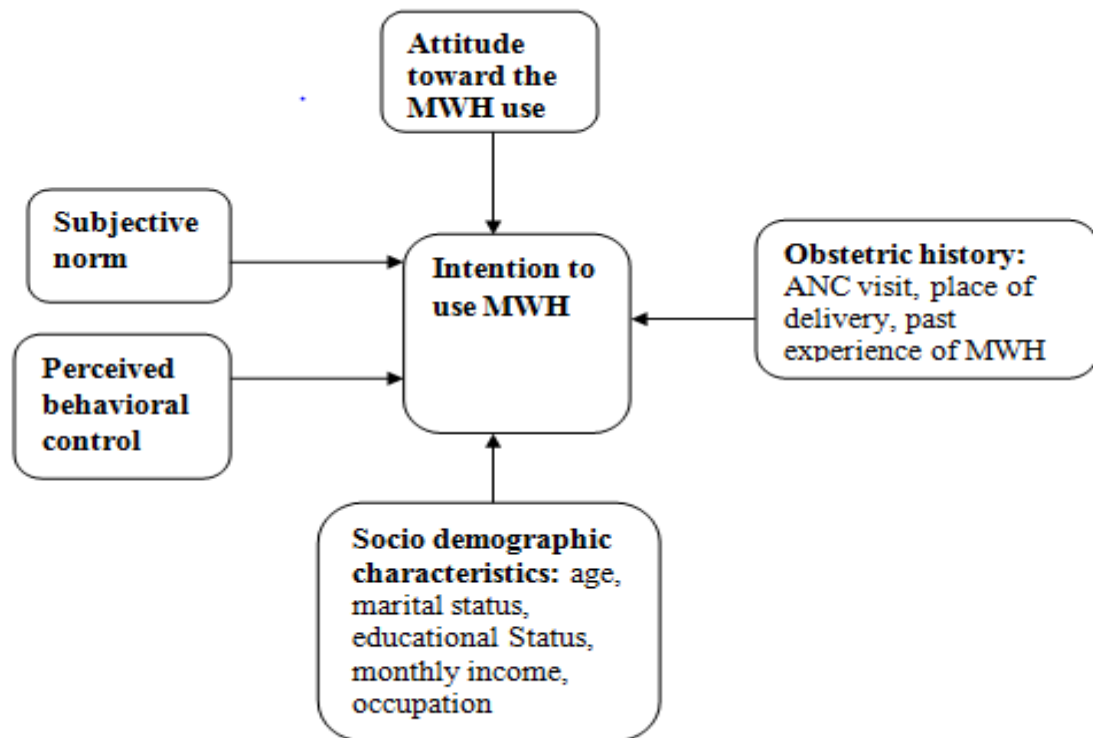 Attitude
toward the
MWH use
Subjective
norm
Intention to
use MWH
Obstetric history:
ANC visit, place of
delivery, past
experience of MWH
Perceived
behavioral
control
Socio demographic
characteristics: age,
marital status,
educational Status,
monthly income,
occupation